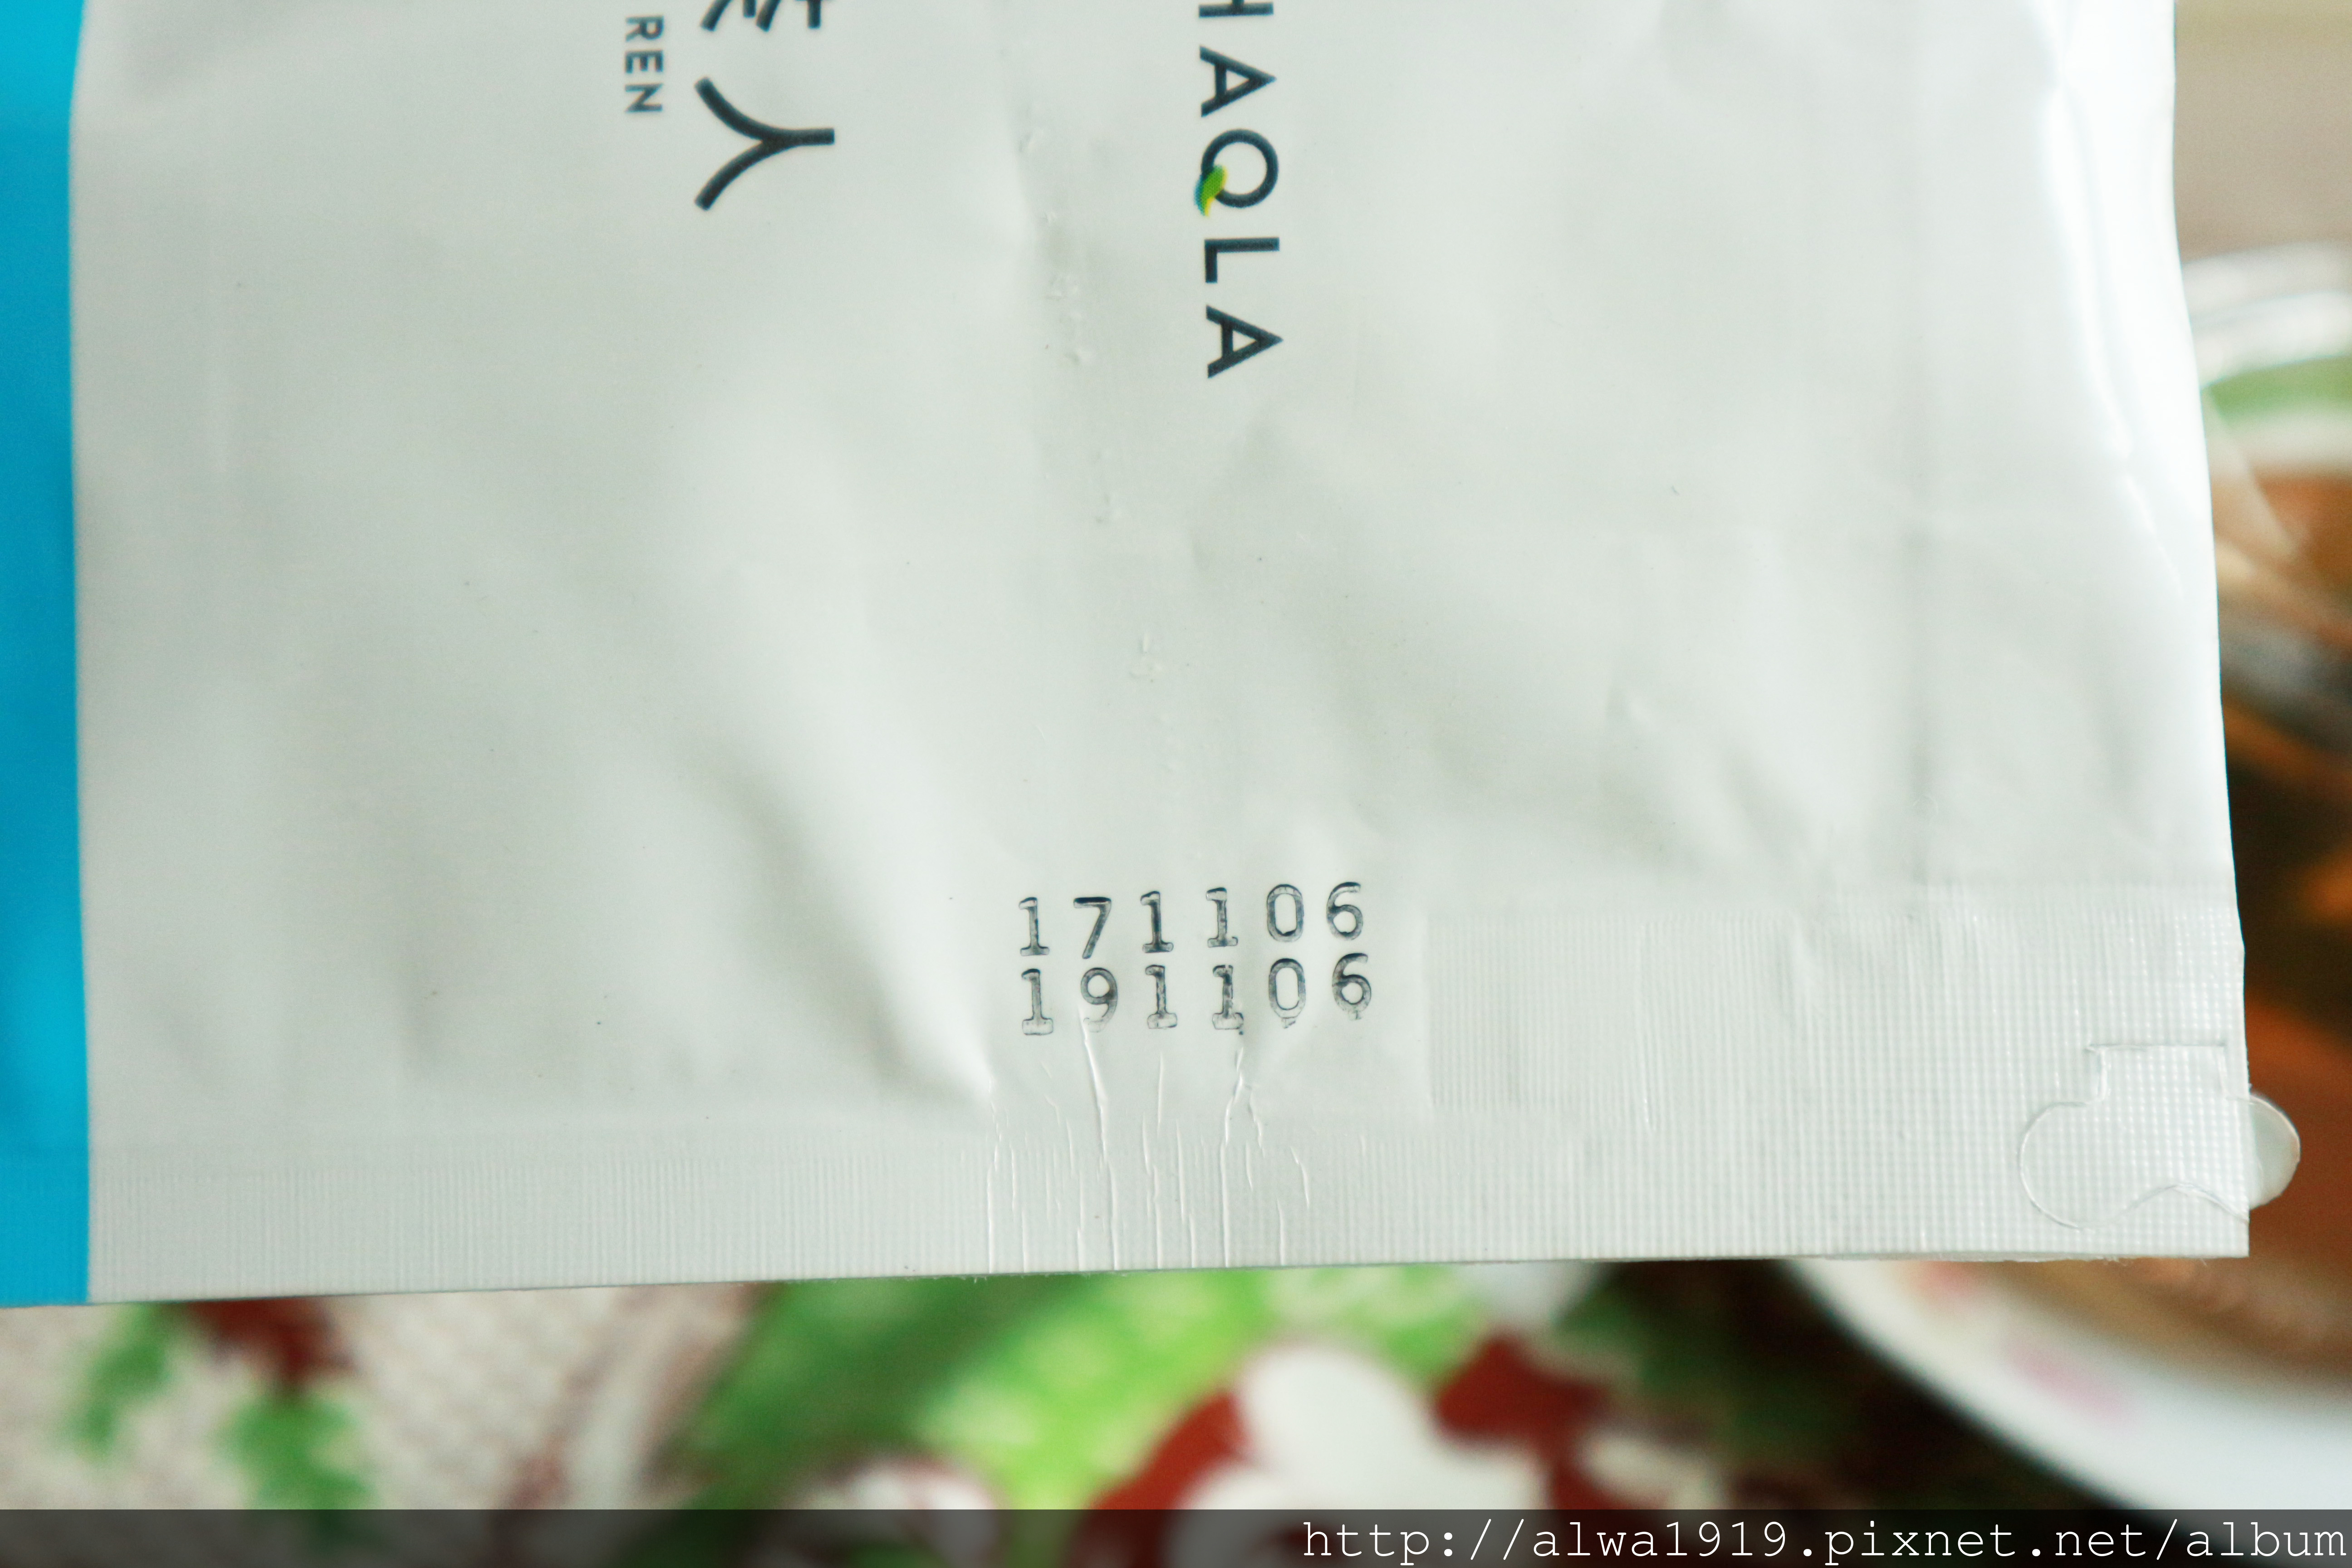 人
REN
HAQLA
171106
191106
http://alwa1919.pixnet.net/album